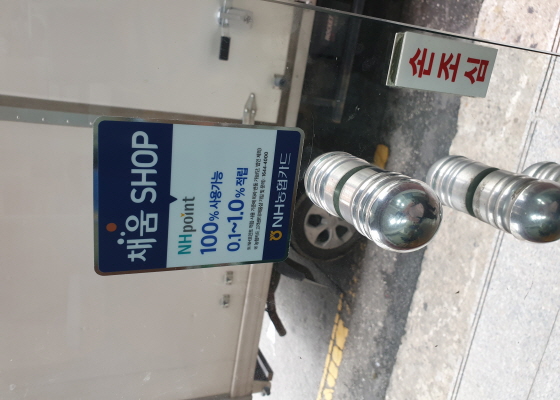 손조심
채움 SHOP
NHpoint
100% 사용가능
0.1~1.0% 적립
NH농협카드